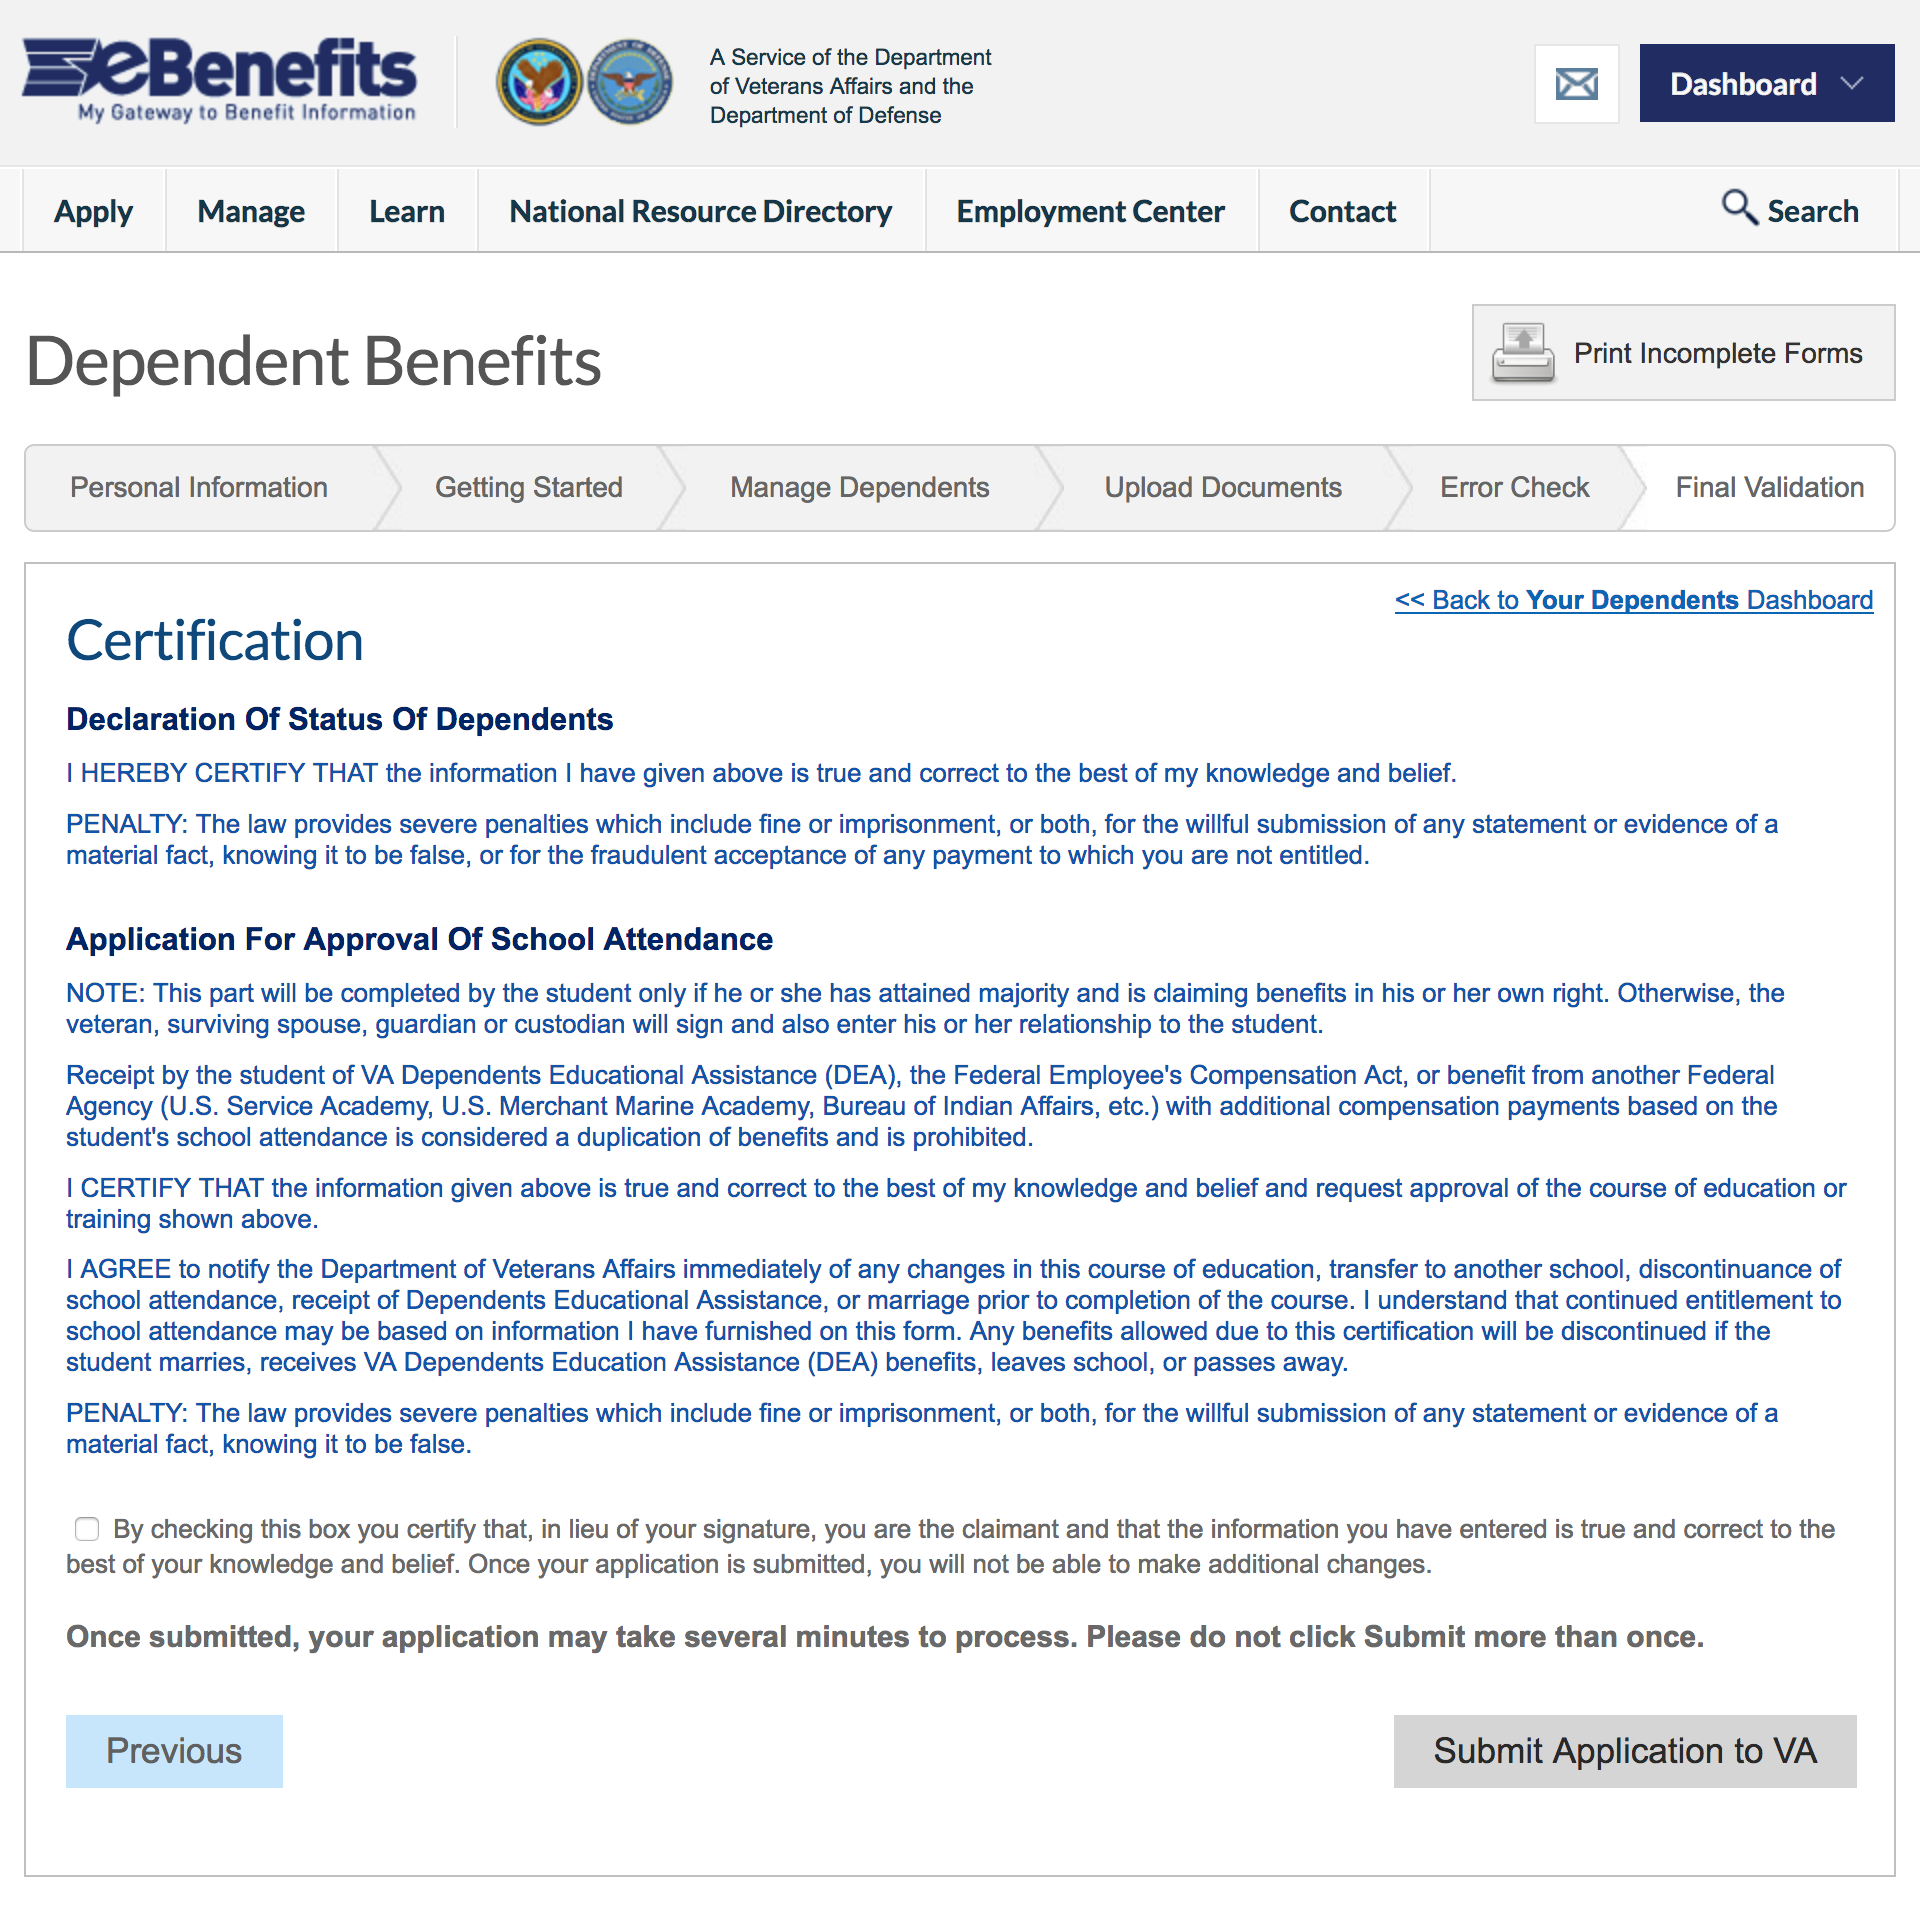 eBenefits
My Gateway to Benefit Information
A Service of the Department
of Veterans Affairs and the
Department of Defense
Dashboard
Apply
Manage
Learn
National Resource Directory
Employment Center
Contact
Search
Dependent Benefits
Print Incomplete Forms
Personal Information
Getting Started
Manage Dependents
Upload Documents
Error Check
Final Validation
<< Back to Your Dependents Dashboard
Certification
Declaration Of Status Of Dependents
I HEREBY CERTIFY THAT the information I have given above is true and correct to the best of my knowledge and belief.
PENALTY: The law provides severe penalties which include fine or imprisonment, or both, for the willful submission of any statement or evidence of a
material fact, knowing it to be false, or for the fraudulent acceptance of any payment to which you are not entitled.
Application For Approval Of School Attendance
NOTE: This part will be completed by the student only if he or she has attained majority and is claiming benefits in his or her own right. Otherwise, the
veteran, surviving spouse, guardian or custodian will sign and also enter his or her relationship to the student.
Receipt by the student of VA Dependents Educational Assistance (DEA), the Federal Employee's Compensation Act, or benefit from another Federal
Agency (U.S. Service Academy, U.S. Merchant Marine Academy, Bureau of Indian Affairs, etc.) with additional compensation payments based on the
student's school attendance is considered a duplication of benefits and is prohibited.
I CERTIFY THAT the information given above is true and correct to the best of my knowledge and belief and request approval of the course of education or
training shown above.
I AGREE to notify the Department of Veterans Affairs immediately of any changes in this course of education, transfer to another school, discontinuance of
school attendance, receipt of Dependents Educational Assistance, or marriage prior to completion of the course. I understand that continued entitlement to
school attendance may be based on information I have furnished on this form. Any benefits allowed due to this certification will be discontinued if the
student marries, receives VA Dependents Education Assistance (DEA) benefits, leaves school, or passes away.
PENALTY: The law provides severe penalties which include fine or imprisonment, or both, for the willful submission of any statement or evidence of a
material fact, knowing it to be false.
By checking this box you certify that, in lieu of your signature, you are the claimant and that the information you have entered is true and correct to the
best of your knowledge and belief. Once your application is submitted, you will not be able to make additional changes.
Once submitted, your application may take several minutes to process. Please do not click Submit more than once.
Previous
Submit Application to VA